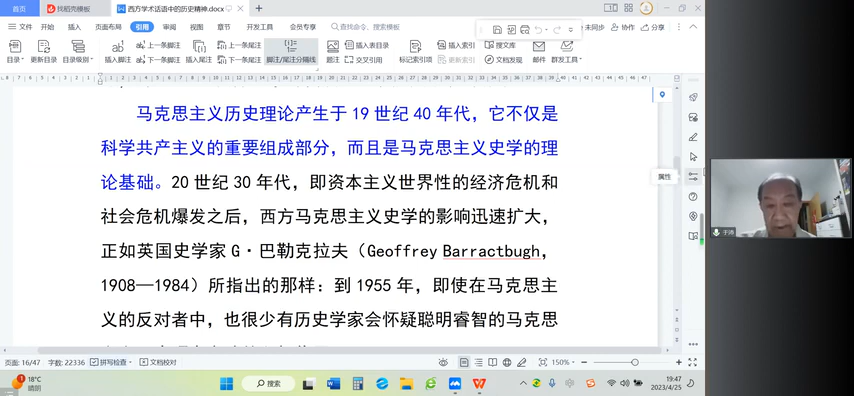 首页
找稻壳模板
西方学术话语中的历史精神.docx
文件
开始
插入
页面布局
引用
审阅
视图
章节
开发工具
会员专享
查找命令、搜索模板
未同步
协作
分享
目录
更新目录
目录级别
插入脚注
上一条脚注
下一条脚注
插入尾注
上一条尾注
下一条尾注
脚注/尾注分隔线
题注
插入表目录
交叉引用
标记索引项
插入索引
更新索引
搜文库
文档发现
邮件
群发工具
马克思主义历史理论产生于 19 世纪 40 年代，它不仅是
科学共产主义的重要组成部分，而且是马克思主义史学的理
论基础。20 世纪 30 年代，即资本主义世界性的经济危机和
社会危机爆发之后，西方马克思主义史学的影响迅速扩大，
正如英国史学家 G·巴勒克拉夫（Geoffrey Barractbugh，
1908—1984）所指出的那样：到 1955 年，即使在马克思主
义的反对者中，也很少有历史学家会怀疑聪明睿智的马克思
属性
于沛
页面: 16/47
字数: 22336
拼写检查
文档校对
150%
18°C
晴朗
搜索
19:47
2023/4/25